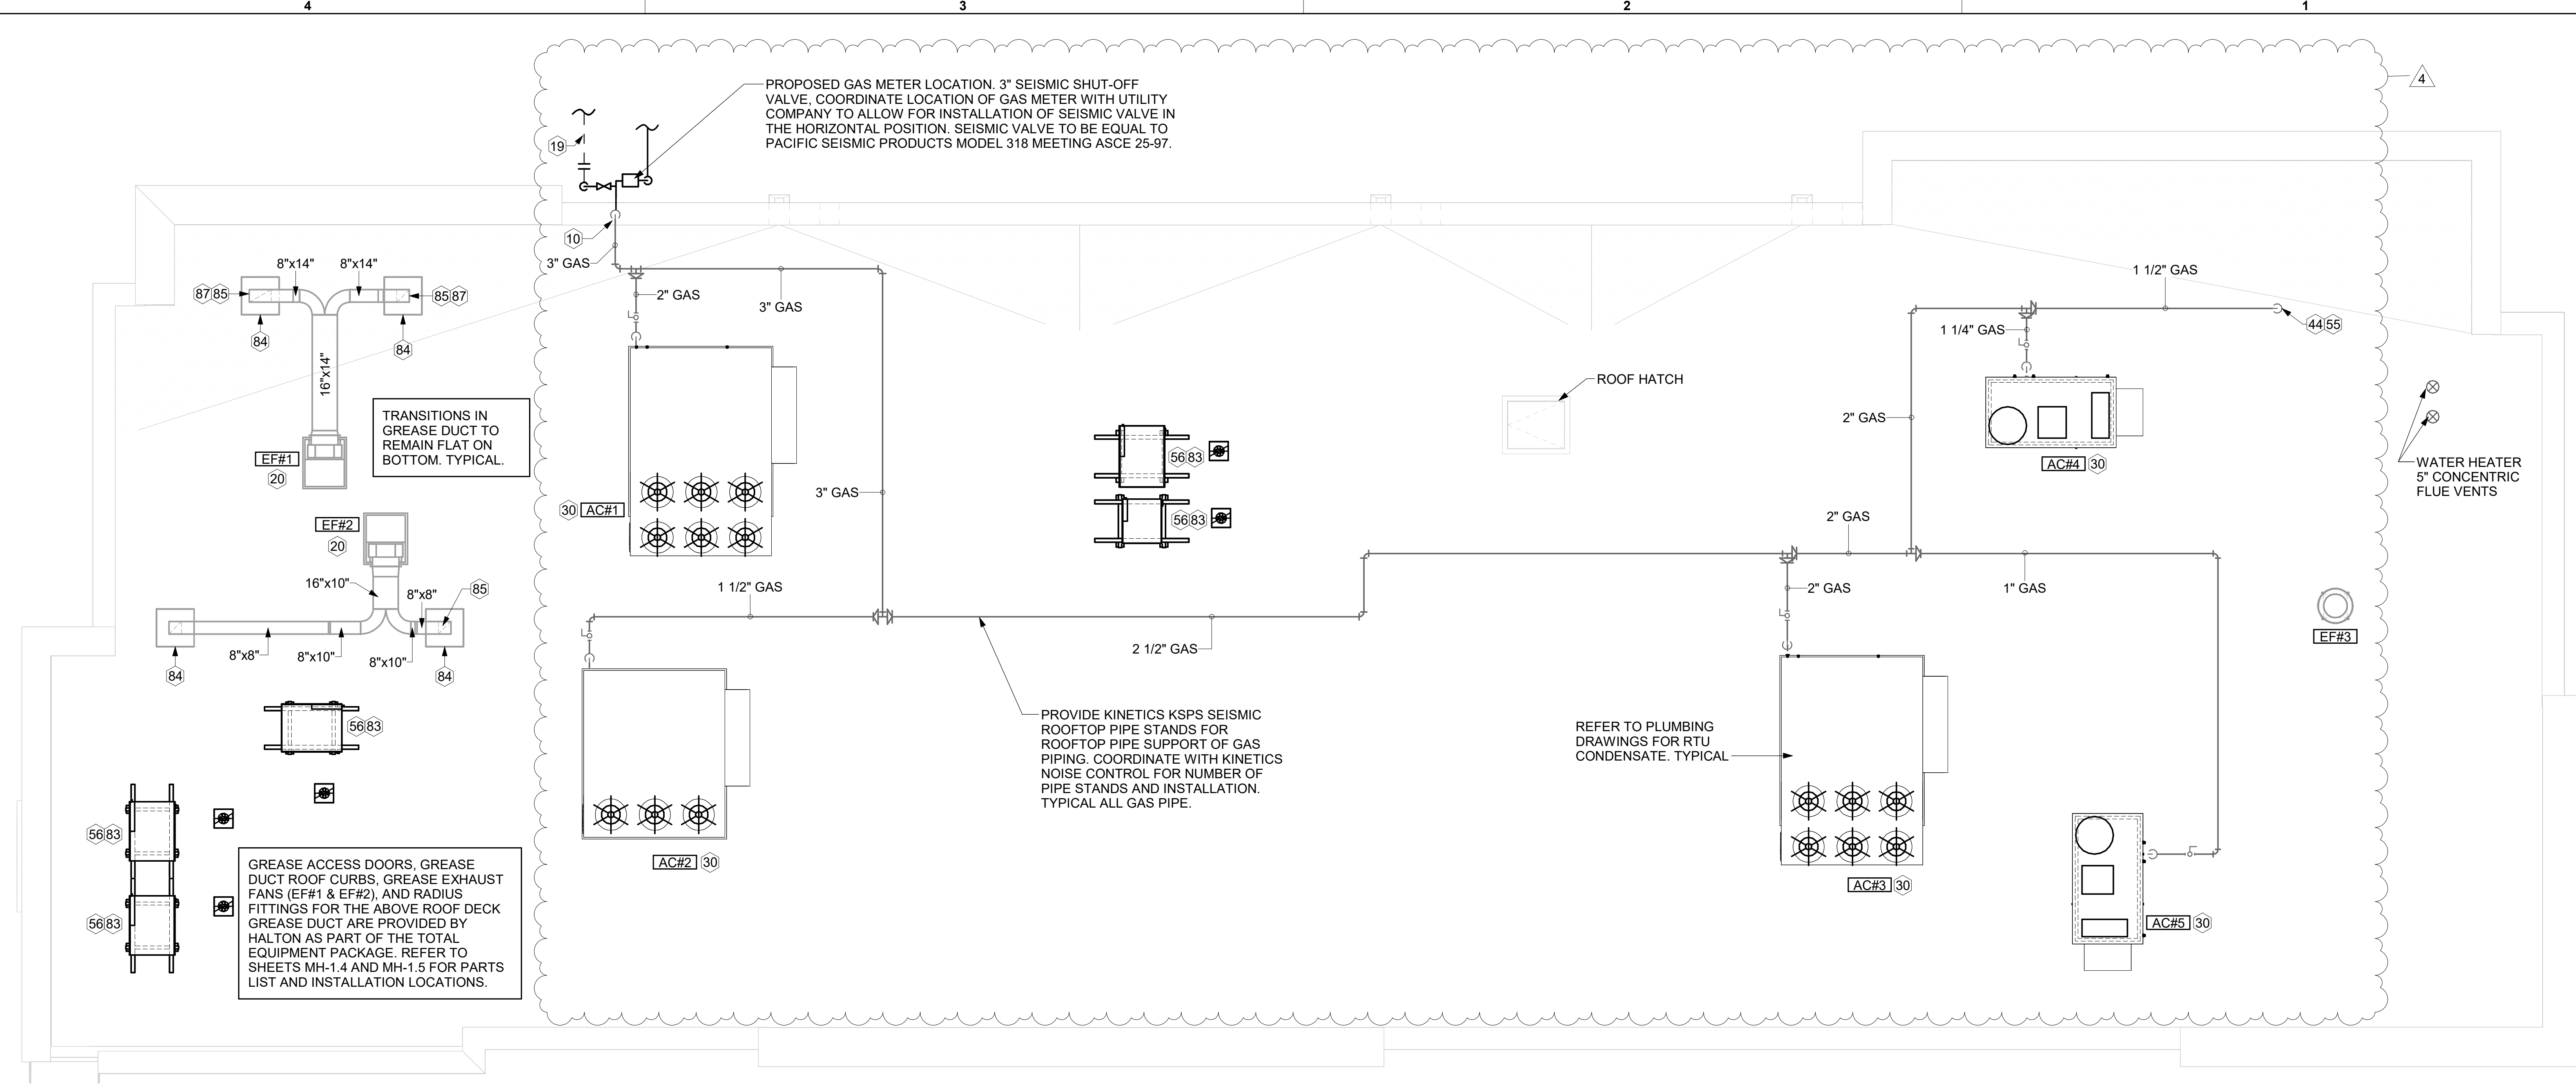 4
3
2
1
PROPOSED GAS METER LOCATION. 3" SEISMIC SHUT-OFF
VALVE, COORDINATE LOCATION OF GAS METER WITH UTILITY
COMPANY TO ALLOW FOR INSTALLATION OF SEISMIC VALVE IN
THE HORIZONTAL POSITION. SEISMIC VALVE TO BE EQUAL TO
PACIFIC SEISMIC PRODUCTS MODEL 318 MEETING ASCE 25-97.
4
19
10
3" GAS
2" GAS
3" GAS
3" GAS
8"x14"
8"x14"
87 85
85 87
84
84
16"x14"
EF#1
20
TRANSITIONS IN
GREASE DUCT TO
REMAIN FLAT ON
BOTTOM. TYPICAL.
EF#2
20
16"x10"
8"x8"
85
8"x8"
8"x10"
8"x10"
84
84
30 AC#1
1 1/2" GAS
56 83
56 83
ROOF HATCH
1 1/2" GAS
1 1/4" GAS
44 55
2" GAS
AC#4 30
WATER HEATER
5" CONCENTRIC
FLUE VENTS
2" GAS
2" GAS
1" GAS
EF#3
2 1/2" GAS
56 83
56 83
56 83
GREASE ACCESS DOORS, GREASE
DUCT ROOF CURBS, GREASE EXHAUST
FANS (EF#1 & EF#2), AND RADIUS
FITTINGS FOR THE ABOVE ROOF DECK
GREASE DUCT ARE PROVIDED BY
HALTON AS PART OF THE TOTAL
EQUIPMENT PACKAGE. REFER TO
SHEETS MH-1.4 AND MH-1.5 FOR PARTS
LIST AND INSTALLATION LOCATIONS.
AC#2 30
PROVIDE KINETICS KSPS SEISMIC
ROOFTOP PIPE STANDS FOR
ROOFTOP PIPE SUPPORT OF GAS
PIPING. COORDINATE WITH KINETICS
NOISE CONTROL FOR NUMBER OF
PIPE STANDS AND INSTALLATION.
TYPICAL ALL GAS PIPE.
REFER TO PLUMBING
DRAWINGS FOR RTU
CONDENSATE. TYPICAL
AC#3 30
AC#5 30